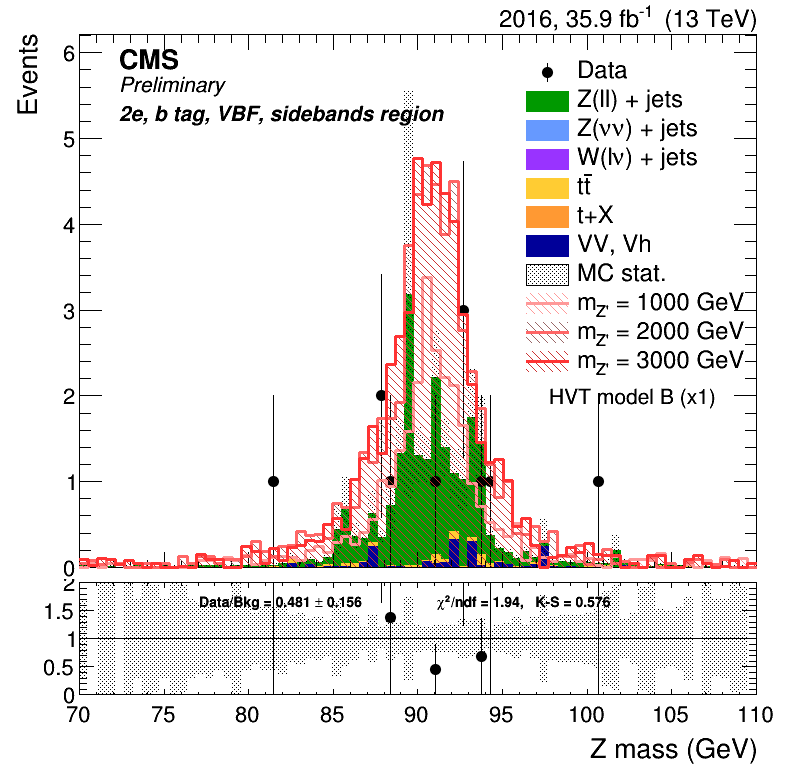 2016, 35.9 fb⁻¹ (13 TeV)
Events
CMS
Preliminary
2e, b tag, VBF, sidebands region
Data
Z(ll) + jets
Z(νν) + jets
W(lν) + jets
tt̄
t+X
VV, Vh
MC stat.
m_Z' = 1000 GeV
m_Z' = 2000 GeV
m_Z' = 3000 GeV
HVT model B (x1)
6
5
4
3
2
1
0
Data/Bkg = 0.481 ± 0.156
χ²/ndf = 1.94, K-S = 0.576
2
1.5
1
0.5
0
70 75 80 85 90 95 100 105 110
Z mass (GeV)